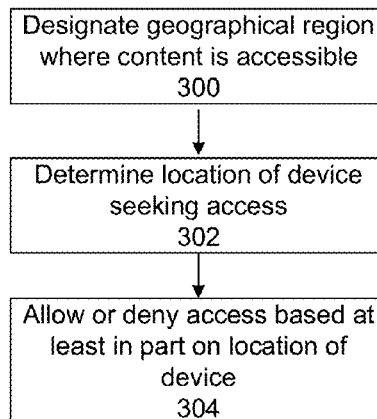 Designate geographical region
where content is accessible
300
Determine location of device
seeking access
302
Allow or deny access based at
least in part on location of
device
304